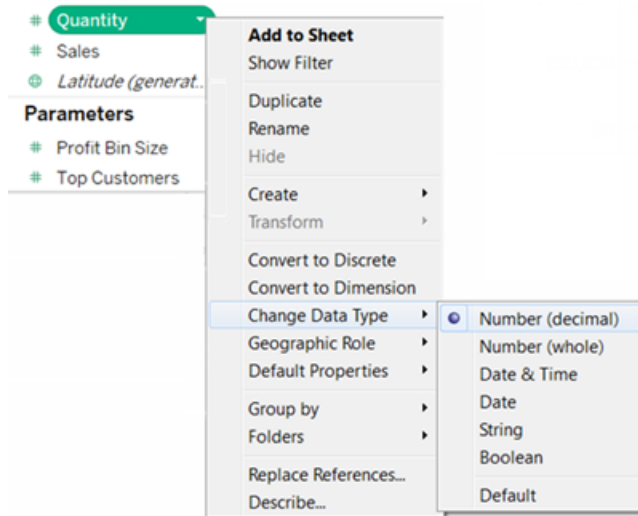 # Quantity
# Sales
Latitude (generat..
Parameters
# Profit Bin Size
# Top Customers
Add to Sheet
Show Filter
Duplicate
Rename
Hide
Create
Transform
Convert to Discrete
Convert to Dimension
Change Data Type
Geographic Role
Default Properties
Group by
Folders
Replace References...
Describe...
Number (decimal)
Number (whole)
Date & Time
Date
String
Boolean
Default